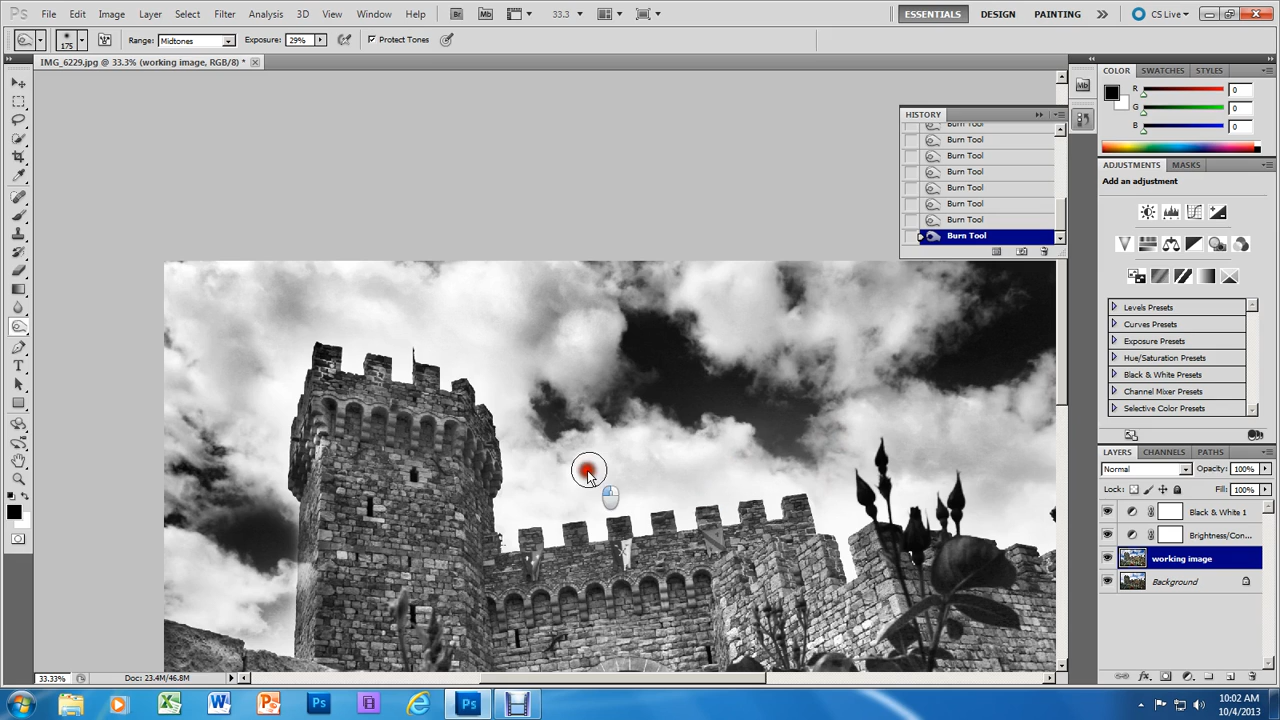 Ps File Edit Image Layer Select Filter Analysis 3D View Window Help Br Mb 33.3 ESSENTIALS DESIGN PAINTING CS Live
175 Range: Midtones Exposure: 29% Protect Tones
IMG_6229.jpg @ 33.3% (working image, RGB/8) *
COLOR SWATCHES STYLES
Mb
R 0
G 0
B 0
HISTORY
Burn Tool
Burn Tool
Burn Tool
Burn Tool
Burn Tool
Burn Tool
Burn Tool
Burn Tool
ADJUSTMENTS MASKS
Add an adjustment
Levels Presets
Curves Presets
Exposure Presets
Hue/Saturation Presets
Black & White Presets
Channel Mixer Presets
Selective Color Presets
LAYERS CHANNELS PATHS
Normal Opacity: 100%
Lock: Fill: 100%
Black & White 1
Brightness/Con...
working image
Background
fx
33.33% Doc: 23.4M/46.8M
10:02 AM
10/4/2013